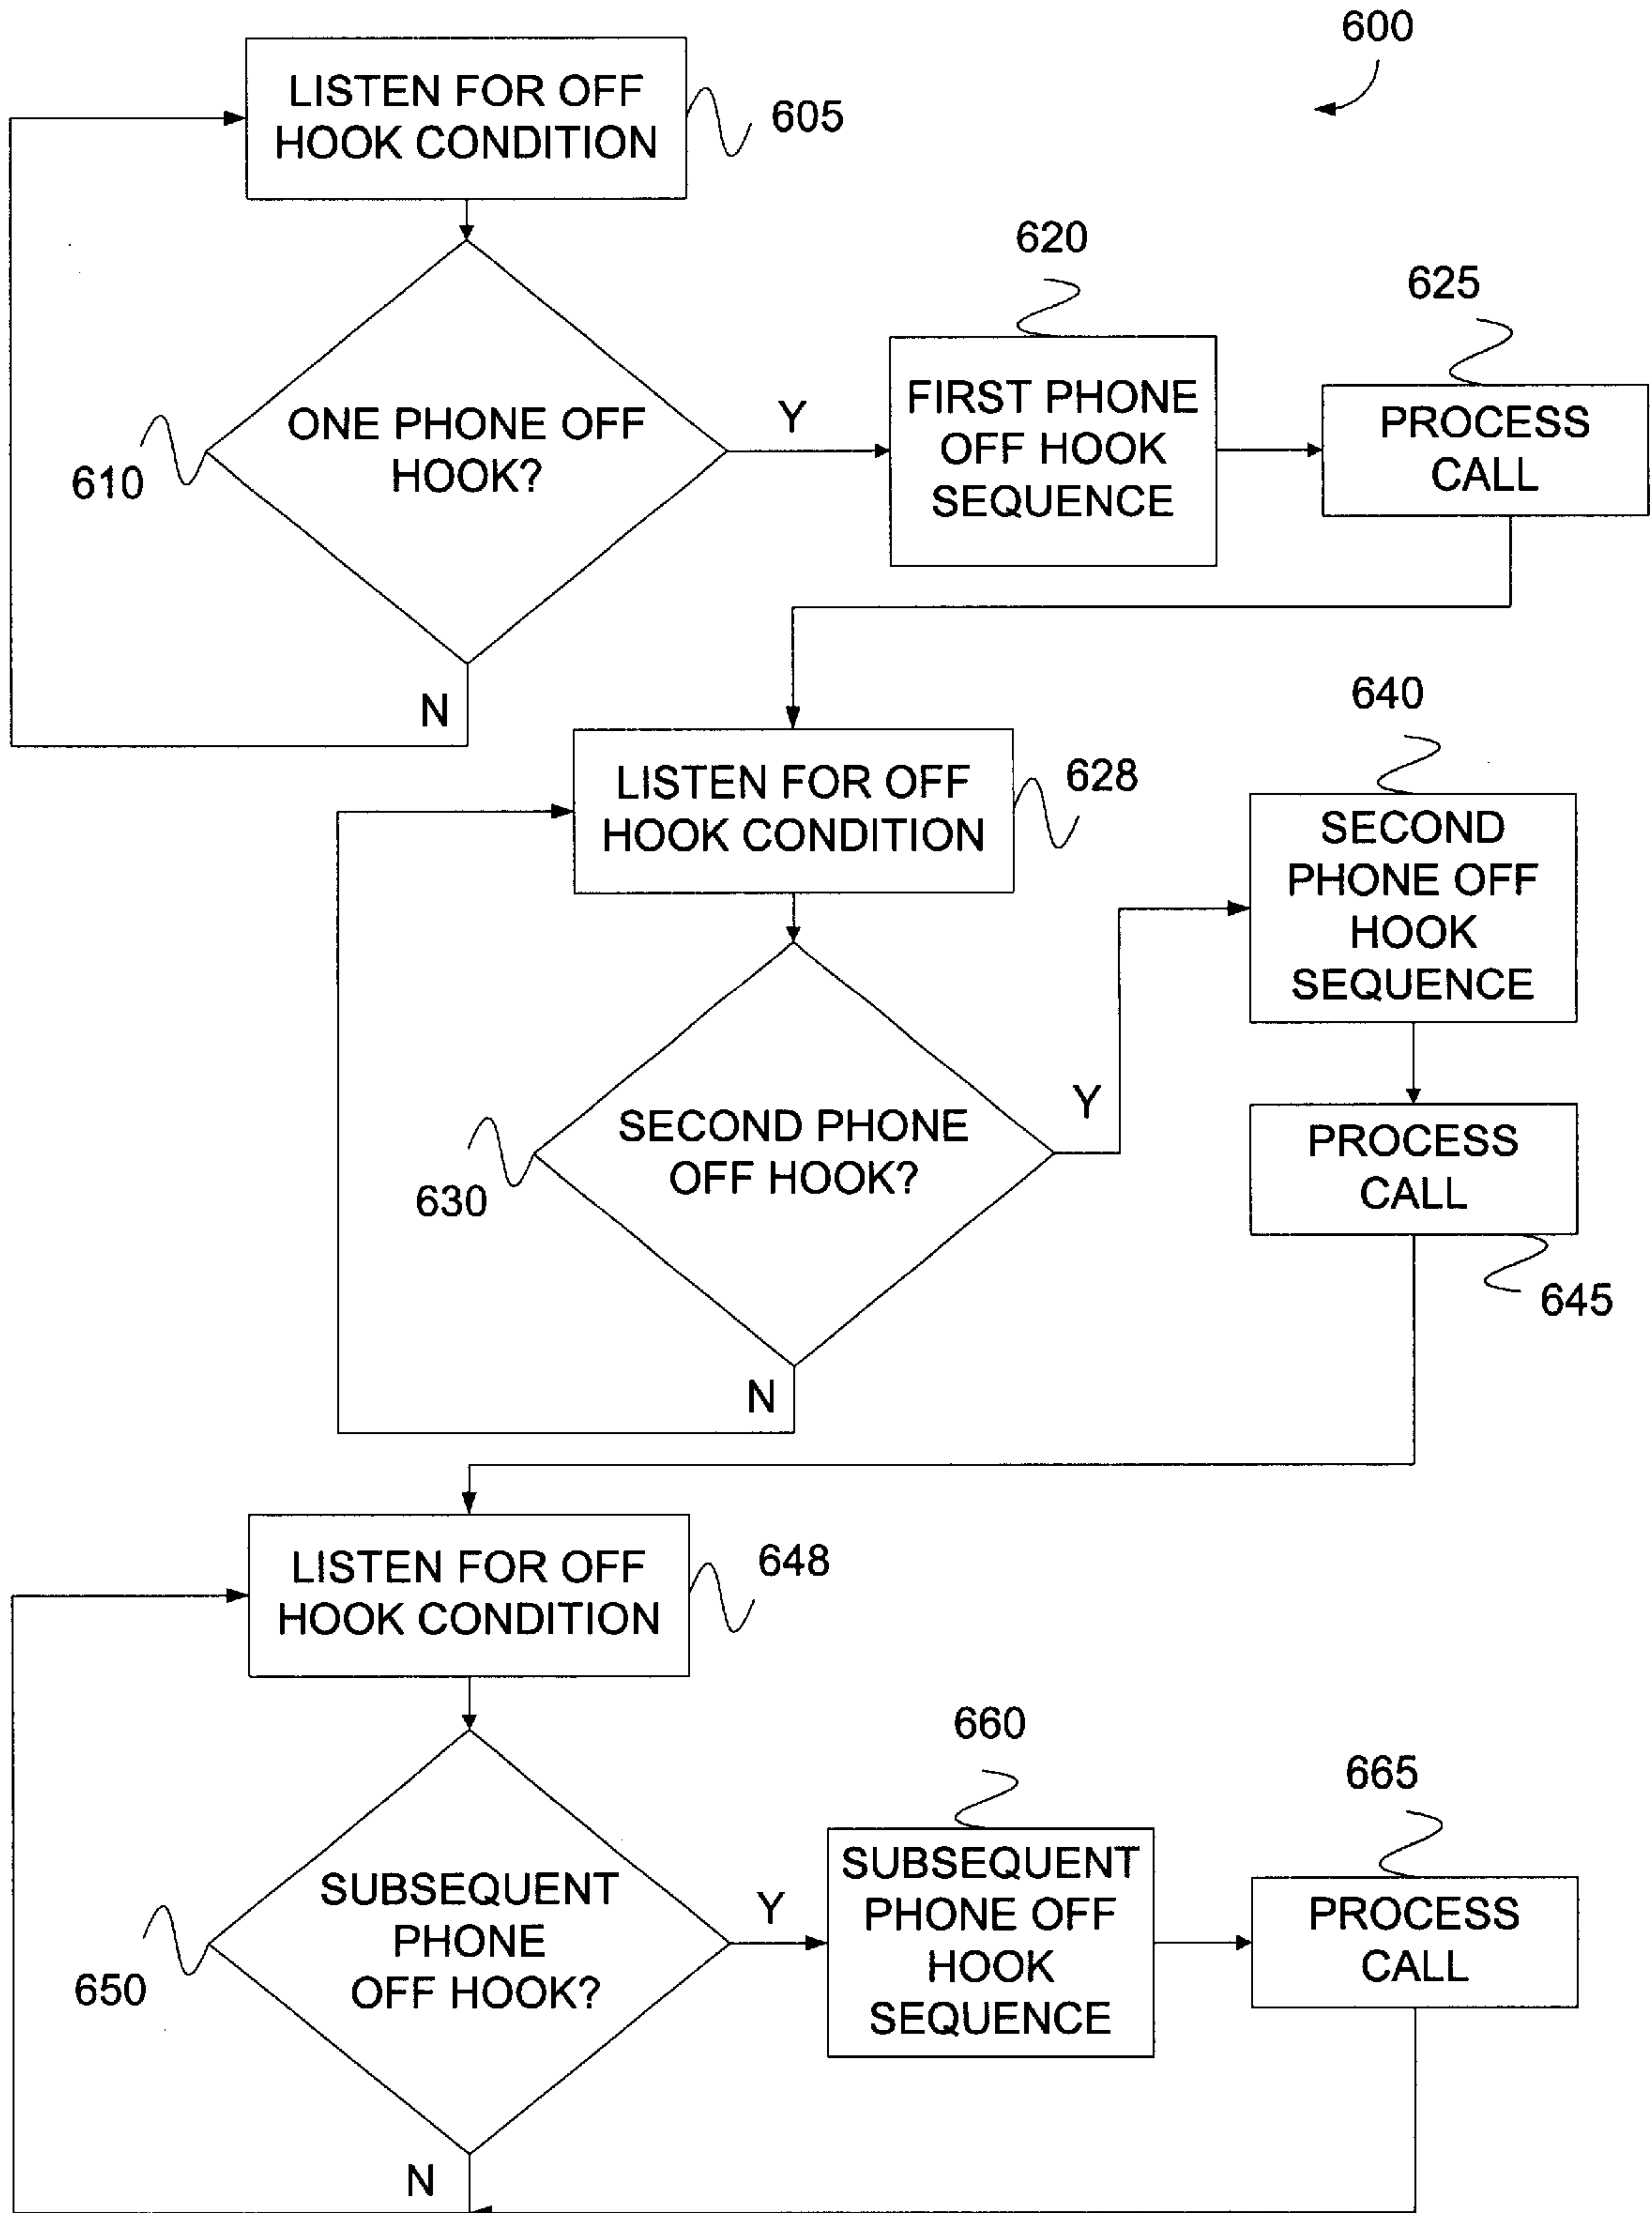 600
LISTEN FOR OFF
HOOK CONDITION
605
620
625
ONE PHONE OFF
HOOK?
610
Y
N
FIRST PHONE
OFF HOOK
SEQUENCE
PROCESS
CALL
640
LISTEN FOR OFF
HOOK CONDITION
628
SECOND
PHONE OFF
HOOK
SEQUENCE
SECOND PHONE
OFF HOOK?
630
Y
N
PROCESS
CALL
645
LISTEN FOR OFF
HOOK CONDITION
648
660
665
SUBSEQUENT
PHONE
OFF HOOK?
650
Y
N
SUBSEQUENT
PHONE OFF
HOOK
SEQUENCE
PROCESS
CALL